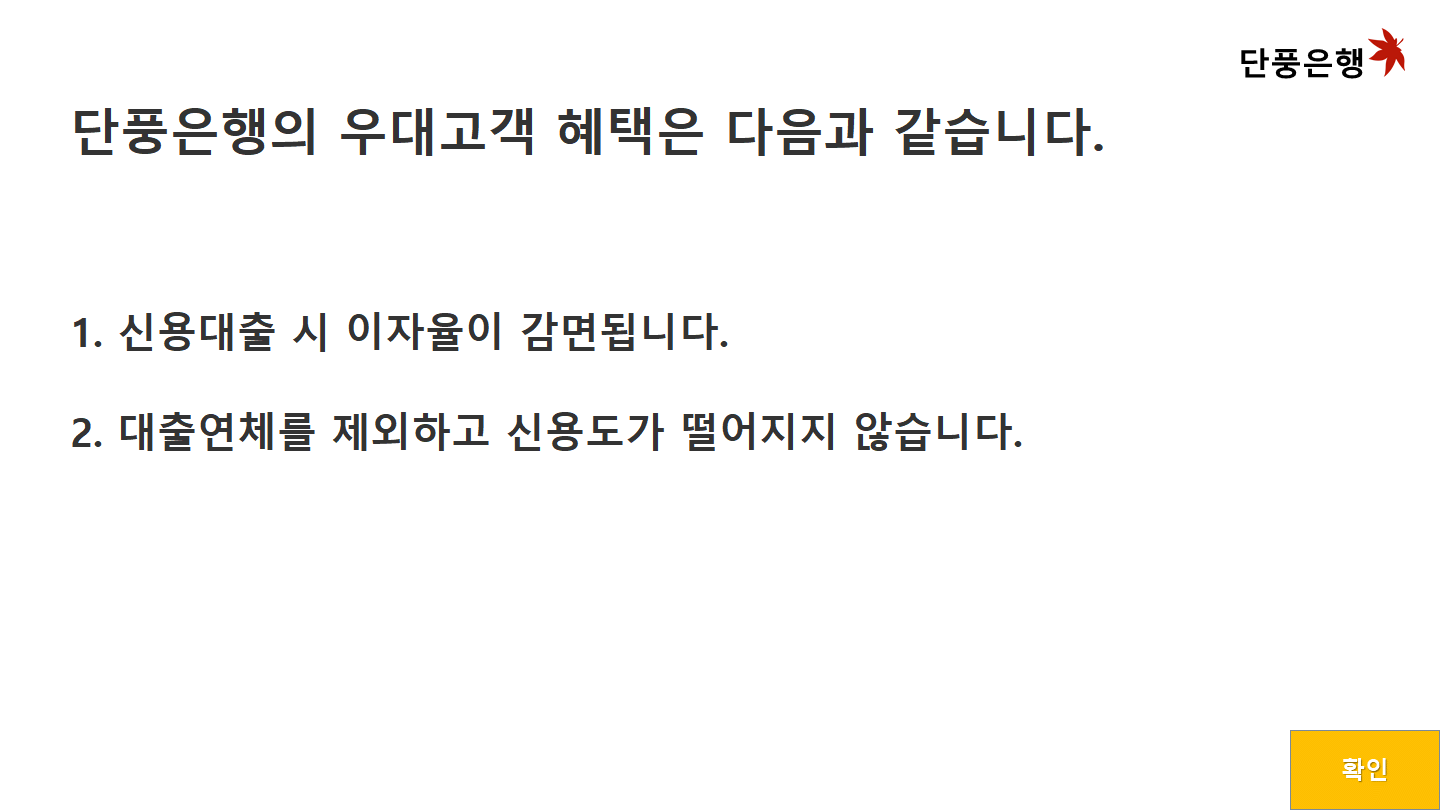 단풍은행
단풍은행의 우대고객 혜택은 다음과 같습니다.
1. 신용대출 시 이자율이 감면됩니다.
2. 대출연체를 제외하고 신용도가 떨어지지 않습니다.
확인